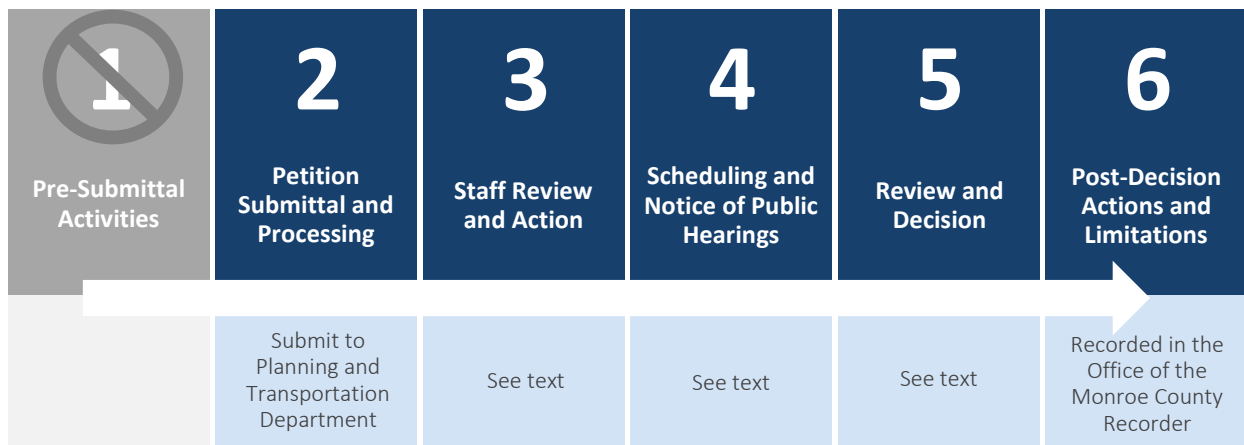 1
Pre-Submittal
Activities
2
Petition
Submittal and
Processing
Submit to
Planning and
Transportation
Department
3
Staff Review
and Action
See text
4
Scheduling and
Notice of Public
Hearings
See text
5
Review and
Decision
See text
6
Post-Decision
Actions and
Limitations
Recorded in the
Office of the
Monroe County
Recorder